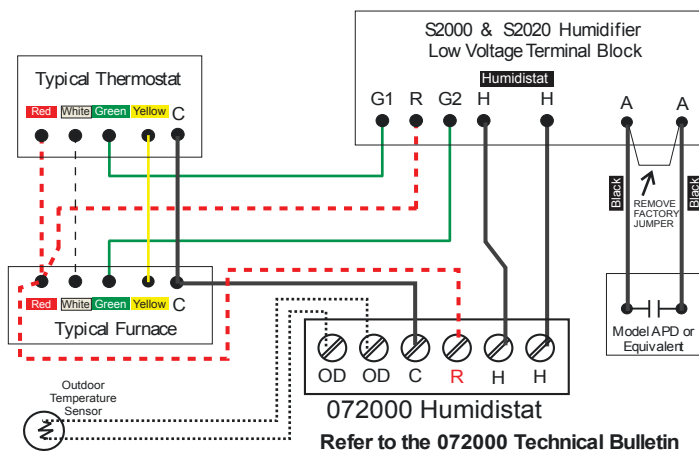 S2000 & S2020 Humidifier
Low Voltage Terminal Block
Humidistat
G1 R G2 H H A A
Typical Thermostat
Red White Green Yellow C
Black Black
REMOVE
FACTORY
JUMPER
Red White Green Yellow C
Typical Furnace
Model APD or
Equivalent
OD OD C R H H
072000 Humidistat
Outdoor
Temperature
Sensor
Refer to the 072000 Technical Bulletin